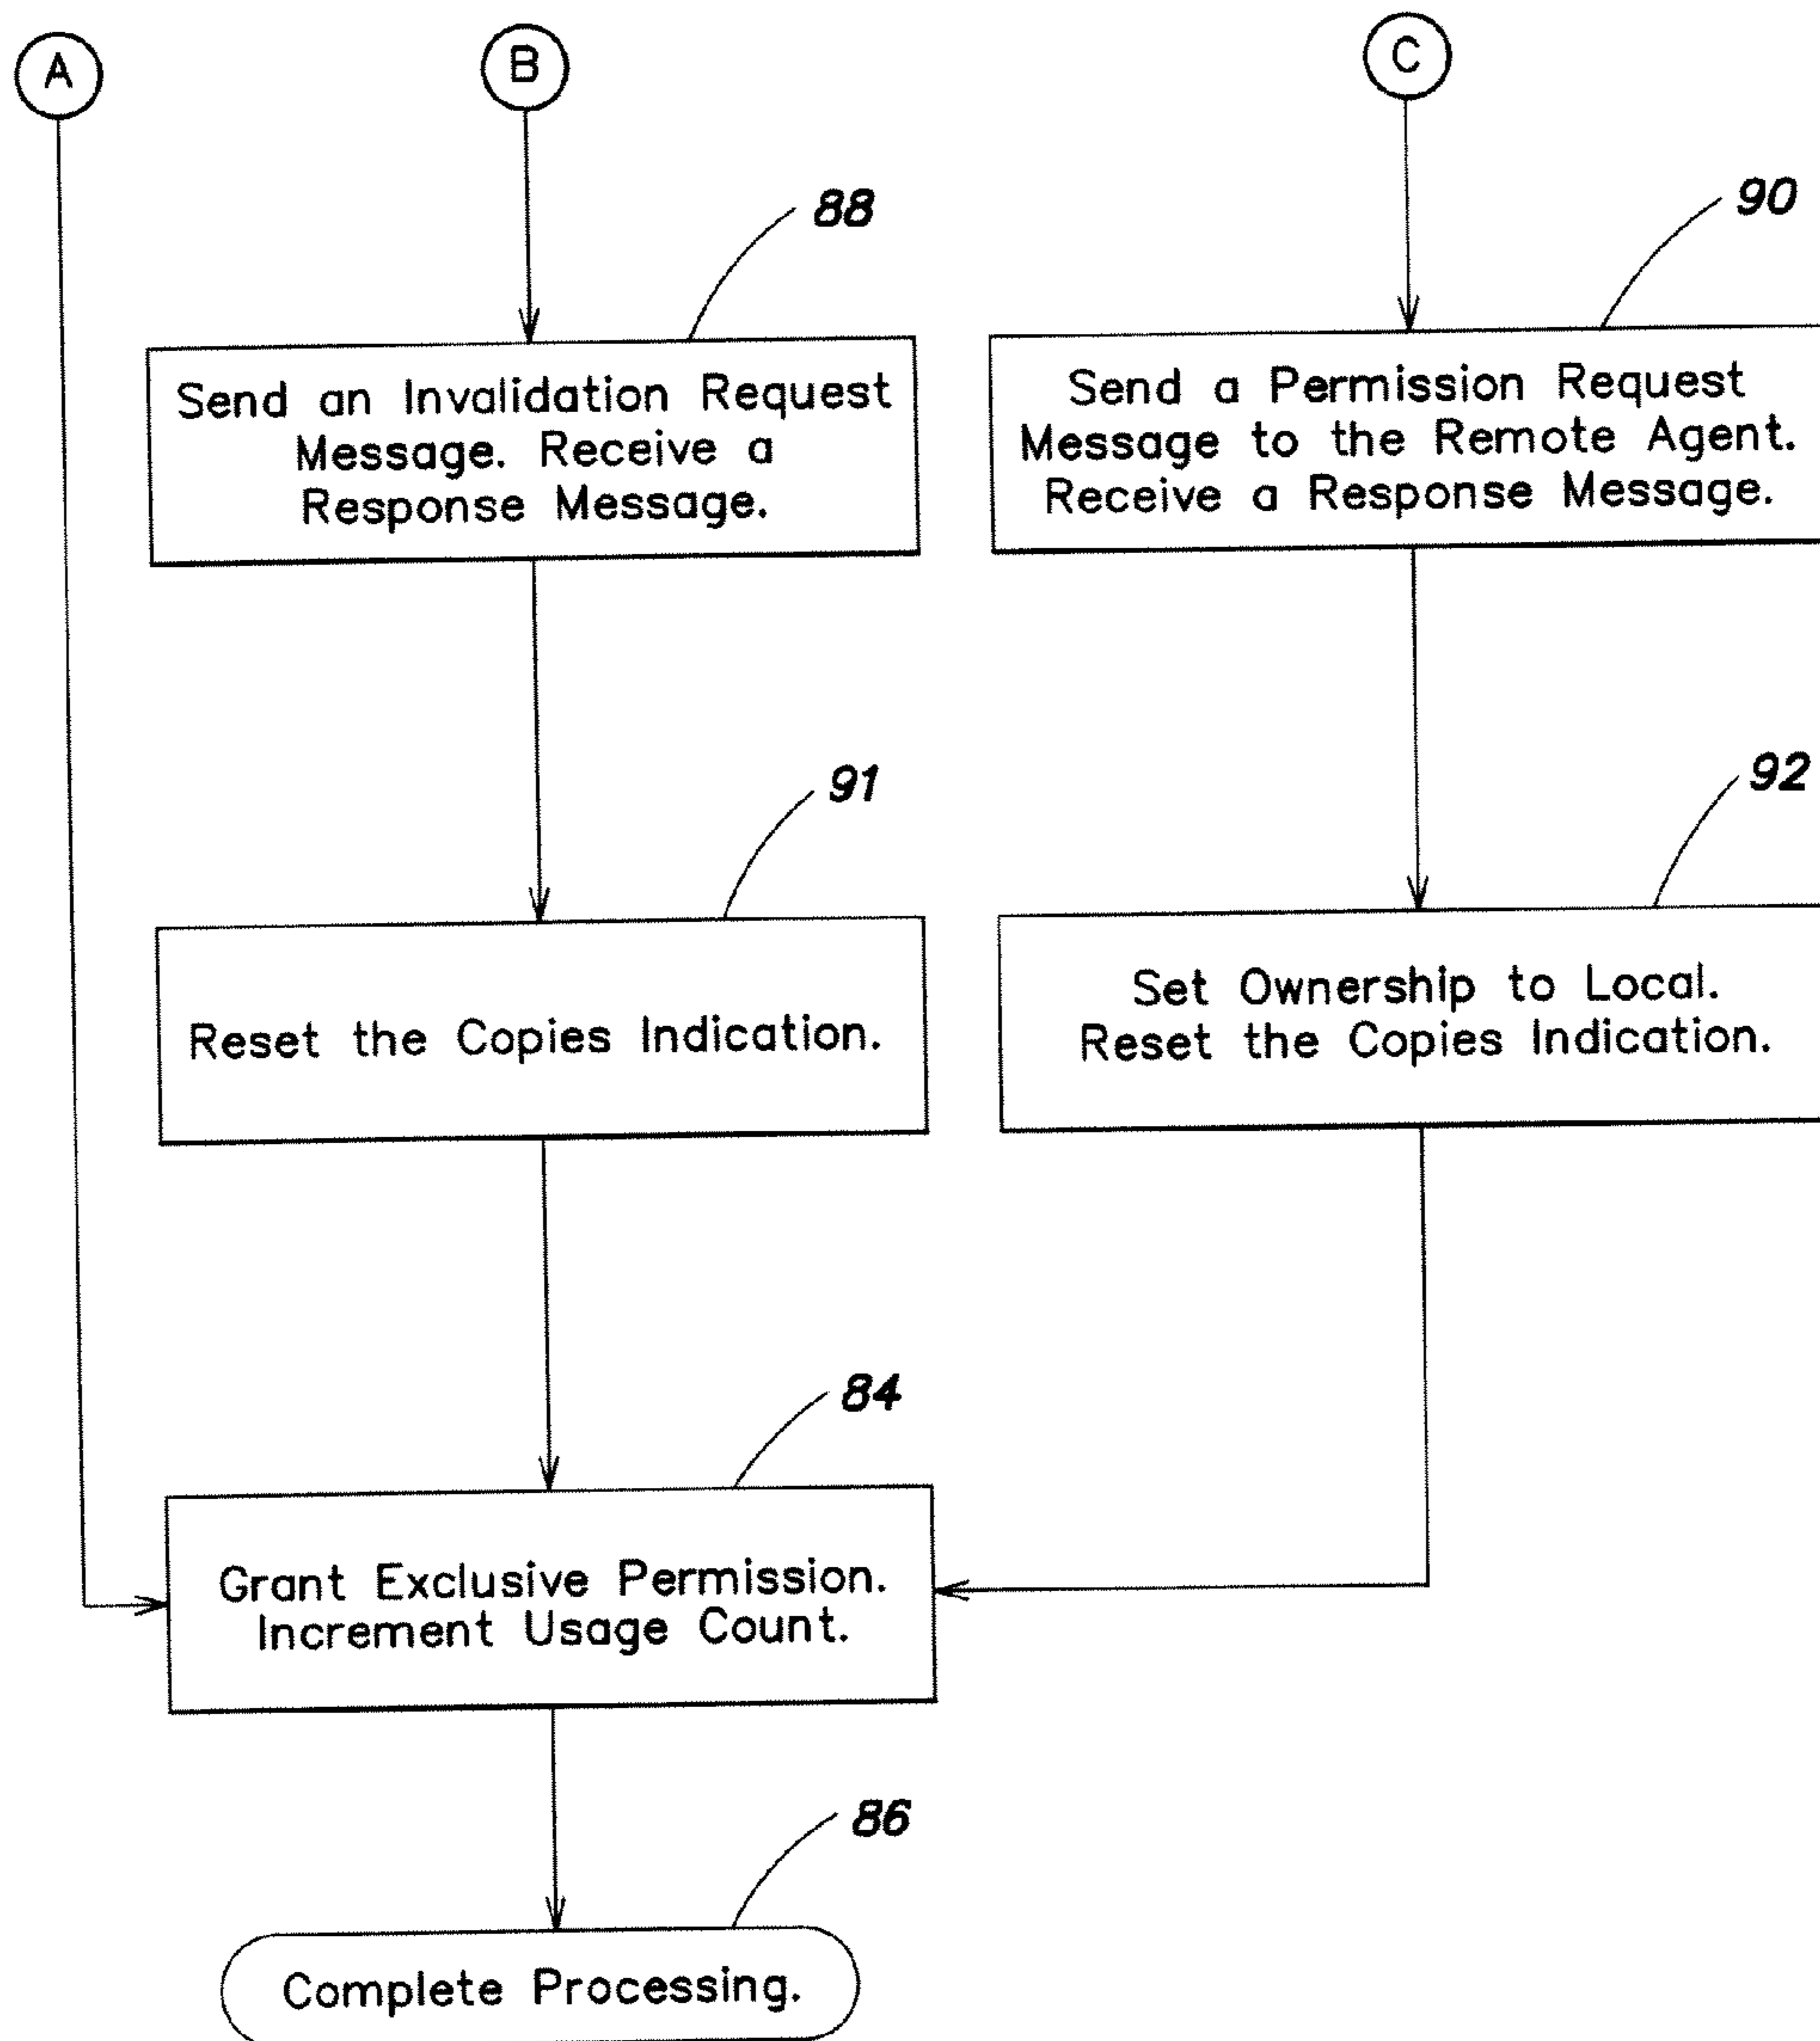 A
B
C
88
90
Send an Invalidation Request
Message. Receive a
Response Message.
Send a Permission Request
Message to the Remote Agent.
Receive a Response Message.
91
92
Reset the Copies Indication.
Set Ownership to Local.
Reset the Copies Indication.
84
Grant Exclusive Permission.
Increment Usage Count.
86
Complete Processing.